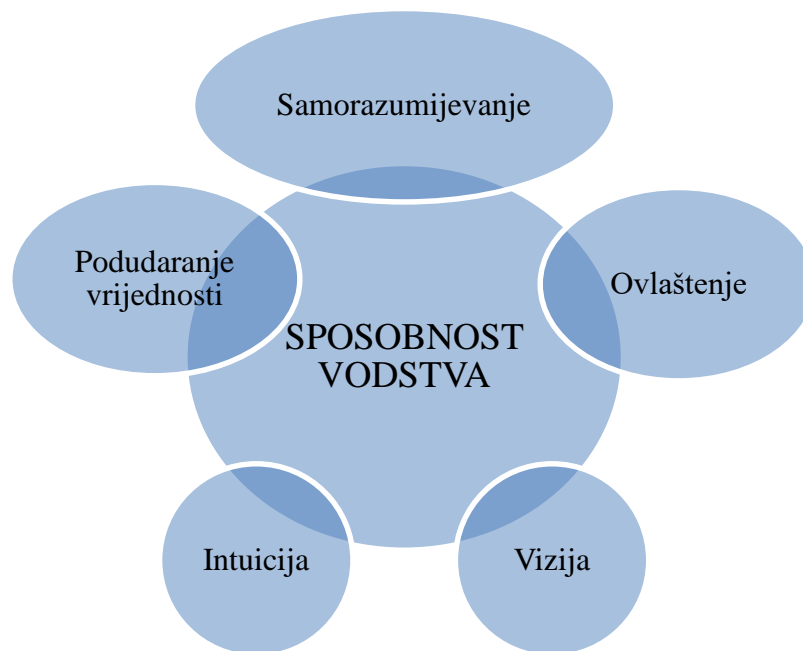 Samorazumijevanje
Podudaranje
vrijednosti
Ovlaštenje
SPOSOBNOST
VODSTVA
Intuicija
Vizija